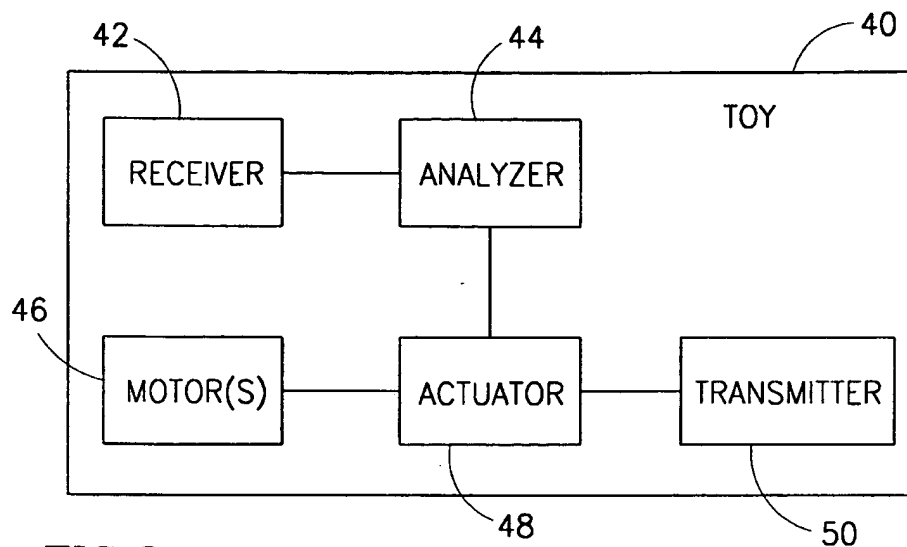 42
44
40
TOY
RECEIVER
ANALYZER
46
MOTOR(S)
ACTUATOR
TRANSMITTER
48
50